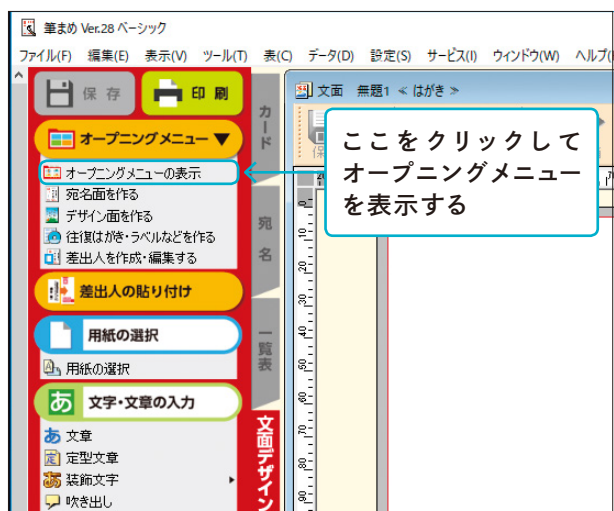 筆まめ Ver.28 ベーシック
ファイル(F) 編集(E) 表示(V) ツール(T) 表(C) データ(D) 設定(S) サービス(I) ウインドウ(W) ヘルプ(
保存
印刷
オープニングメニュー▼
オープニングメニューの表示
宛名面を作る
デザイン面を作る
往復はがき・ラベルなどを作る
差出人を作成・編集する
差出人の貼り付け
用紙の選択
用紙の選択
あ 文字・文章の入力
あ 文章
定 定型文章
筆 装飾文字
吹き出し
カード
宛名
一覧表
文面デザイン
文面 無題1 ≪はがき≫
ここをクリックして
オープニングメニュー
を表示する